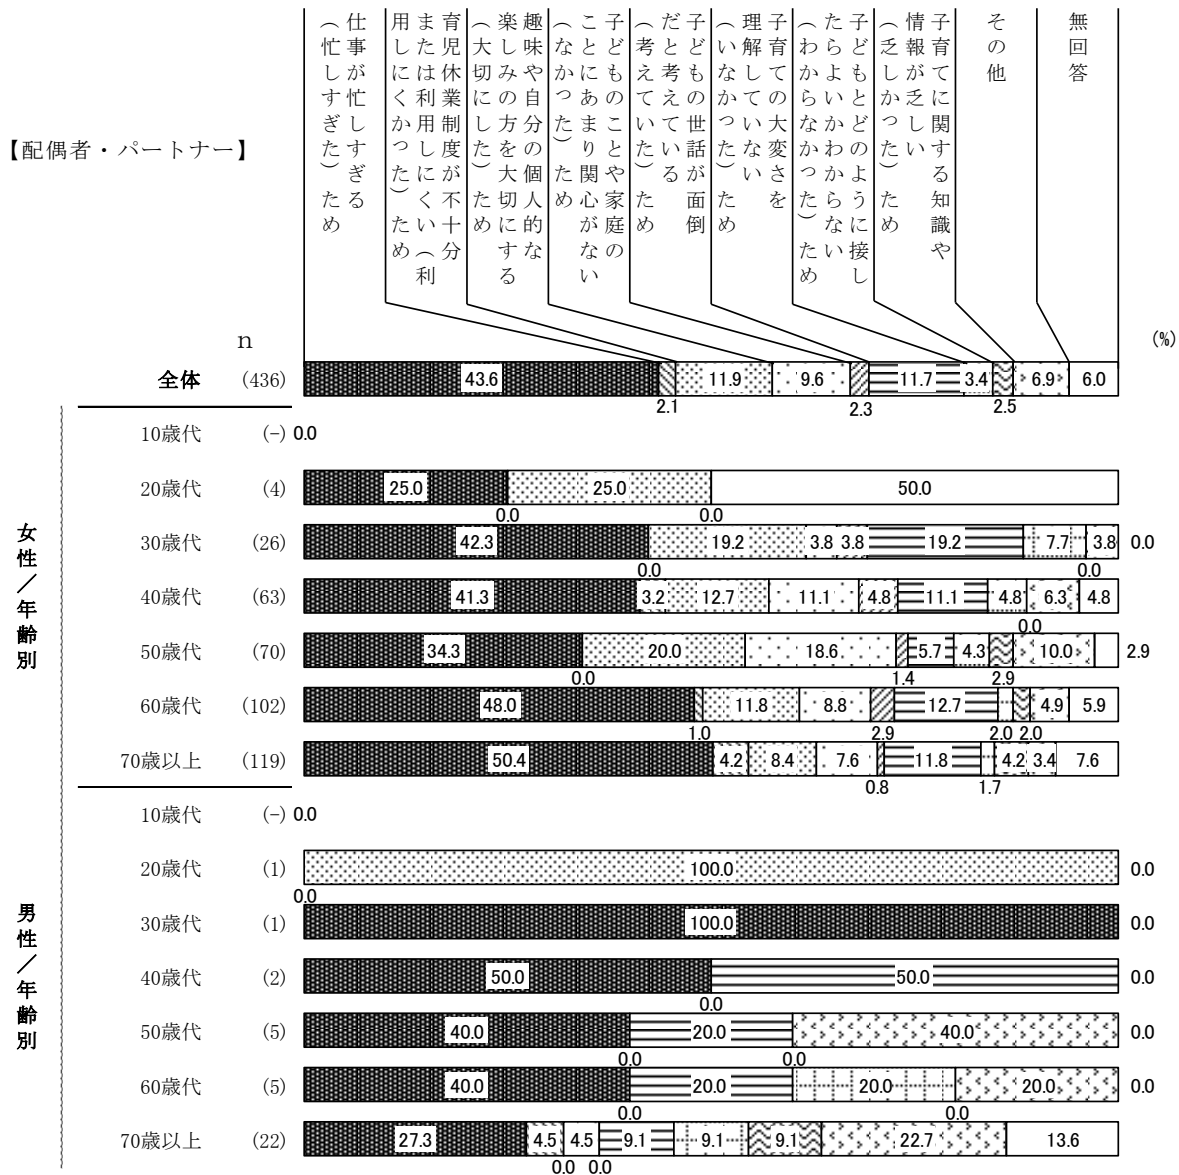 【配偶者・パートナー】
仕事が忙しすぎる
（忙しすぎた）ため
育児休業制度が不十分
または利用しにくい（利
用しにくかった）ため
趣味や自分の個人的な
楽しみの方を大切にする
（大切にした）ため
子どものことや家庭の
ことにあまり関心がない
（なかった）ため
子どもの世話が面倒
だと考えている
（考えていた）ため
子育ての大変さを
理解していない
（いなかった）ため
子どもとどのように接し
たらよいかわからない
（わからなかった）ため
子育てに関する知識や
情報が乏しい
（乏しかった）ため
その他
無回答
n (%)
全体 (436) 43.6 11.9 9.6 11.7 3.4 6.9 6.0
2.1 2.3 2.5
女性／年齢別
10歳代 (-) 0.0
20歳代 (4) 25.0 25.0 50.0
0.0 0.0
30歳代 (26) 42.3 19.2 3.8 3.8 19.2 7.7 3.8 0.0
0.0 0.0
40歳代 (63) 41.3 3.2 12.7 11.1 4.8 11.1 4.8 6.3 4.8
0.0
50歳代 (70) 34.3 20.0 18.6 5.7 4.3 10.0 2.9
0.0 1.4 2.9
60歳代 (102) 48.0 11.8 8.8 12.7 4.9 5.9
1.0 2.9 2.0 2.0
70歳以上 (119) 50.4 4.2 8.4 7.6 11.8 4.2 3.4 7.6
0.8 1.7
男性／年齢別
10歳代 (-) 0.0
20歳代 (1) 100.0 0.0
0.0
30歳代 (1) 100.0 0.0
40歳代 (2) 50.0 50.0 0.0
0.0
50歳代 (5) 40.0 20.0 40.0 0.0
0.0 0.0
60歳代 (5) 40.0 20.0 20.0 20.0 0.0
0.0 0.0
70歳以上 (22) 27.3 4.5 4.5 9.1 9.1 9.1 22.7 13.6
0.0 0.0